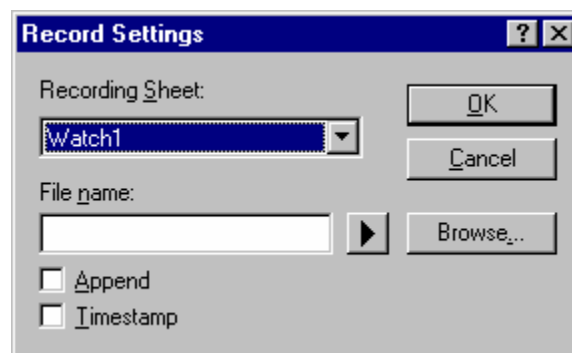 Record Settings
Recording Sheet:
Watch1
OK
Cancel
File name:
Browse...
Append
Timestamp